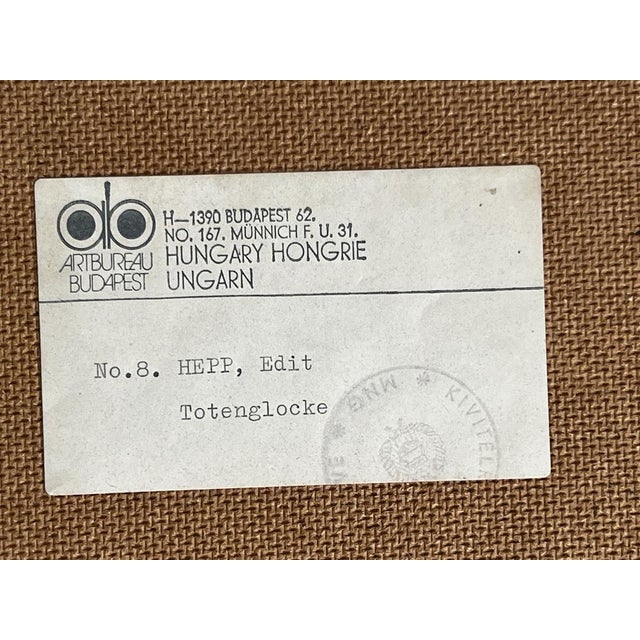 ab
ARTBUREAU
BUDAPEST
H—1390 BUDAPEST 62.
NO. 167. MÜNNICH F. U. 31.
HUNGARY HONGRIE
UNGARN
No.8. HEPP, Edit
Totenglocke
* MNG * KIVITEL